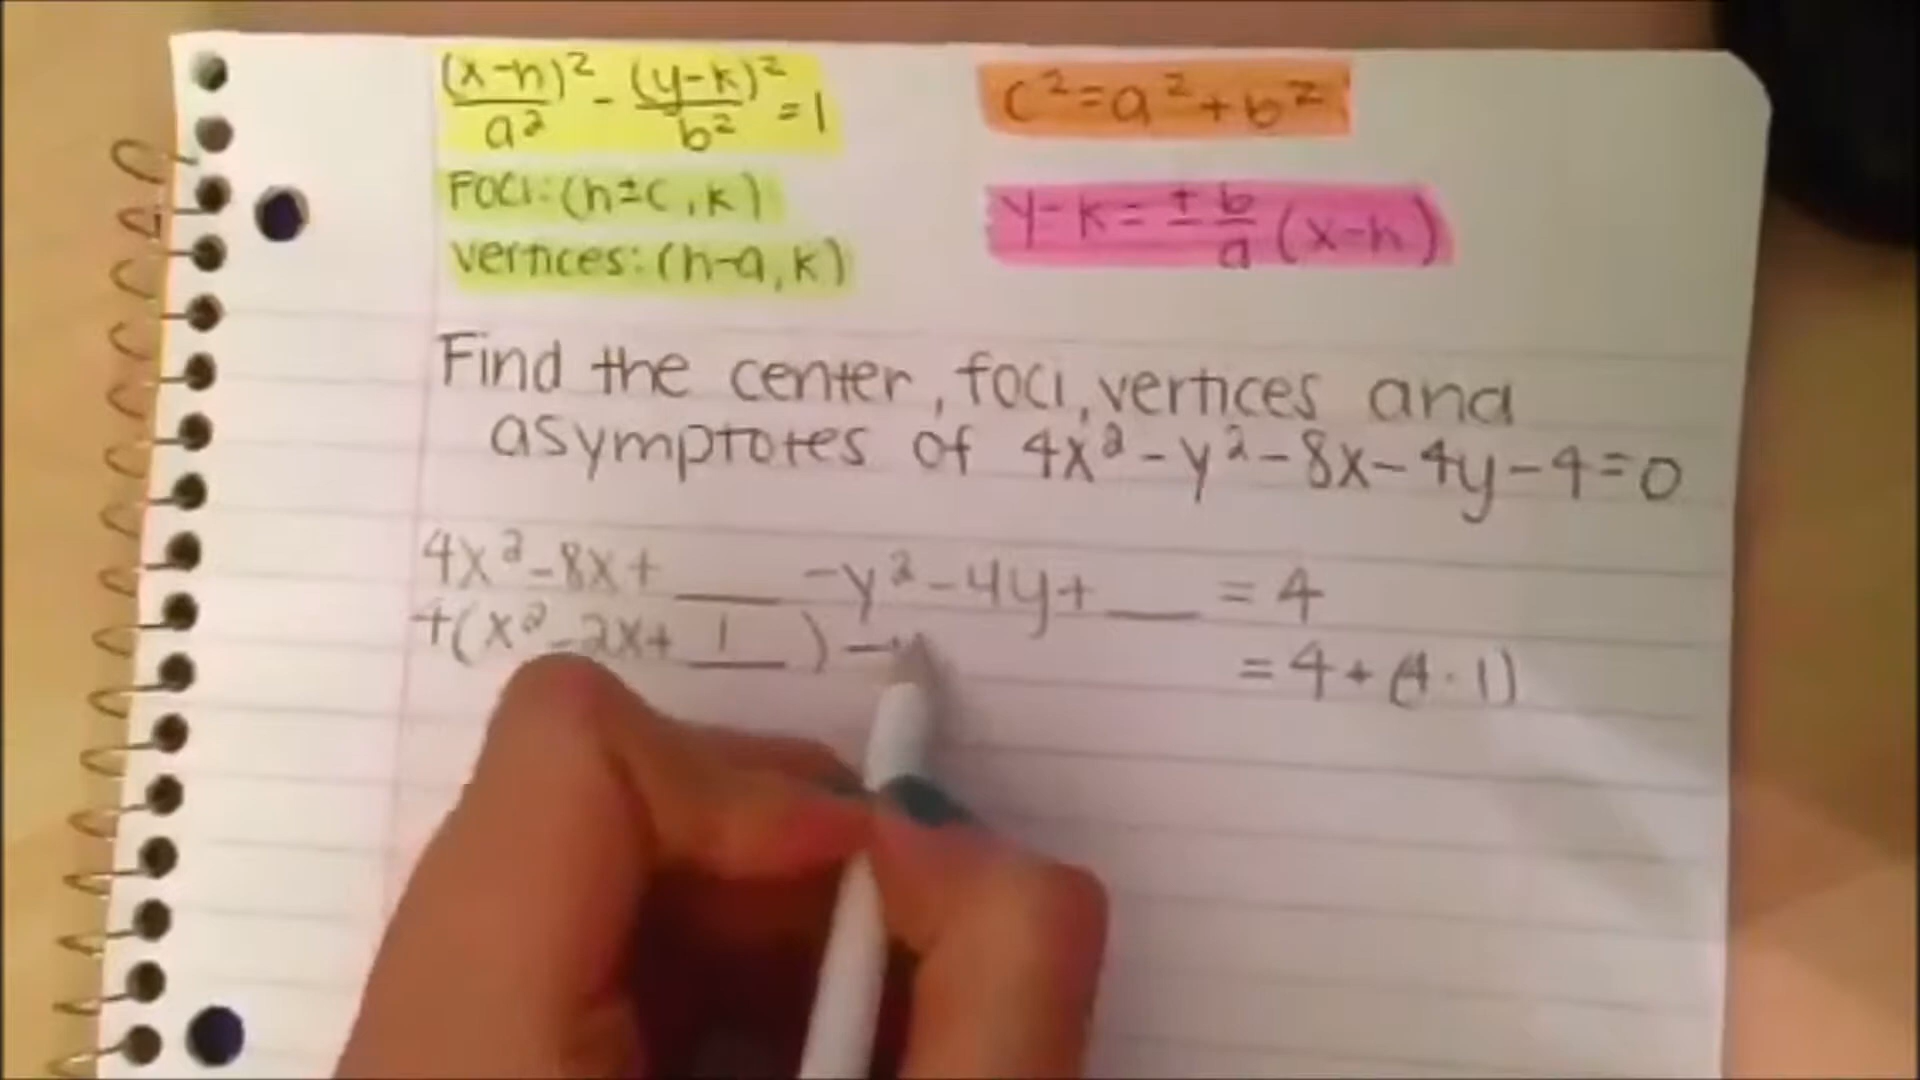 (x-h)²/a² - (y-k)²/b² = 1
c²=a²+b²
Foci:(h±c,k)
y-k=±b/a(x-h)
vertices:(h-a,k)
Find the center, foci, vertices and
asymptotes of 4x²-y²-8x-4y-4=0
4x²-8x+___ -y²-4y+___ =4
4(x²-2x+ 1 )- =4+(4·1)